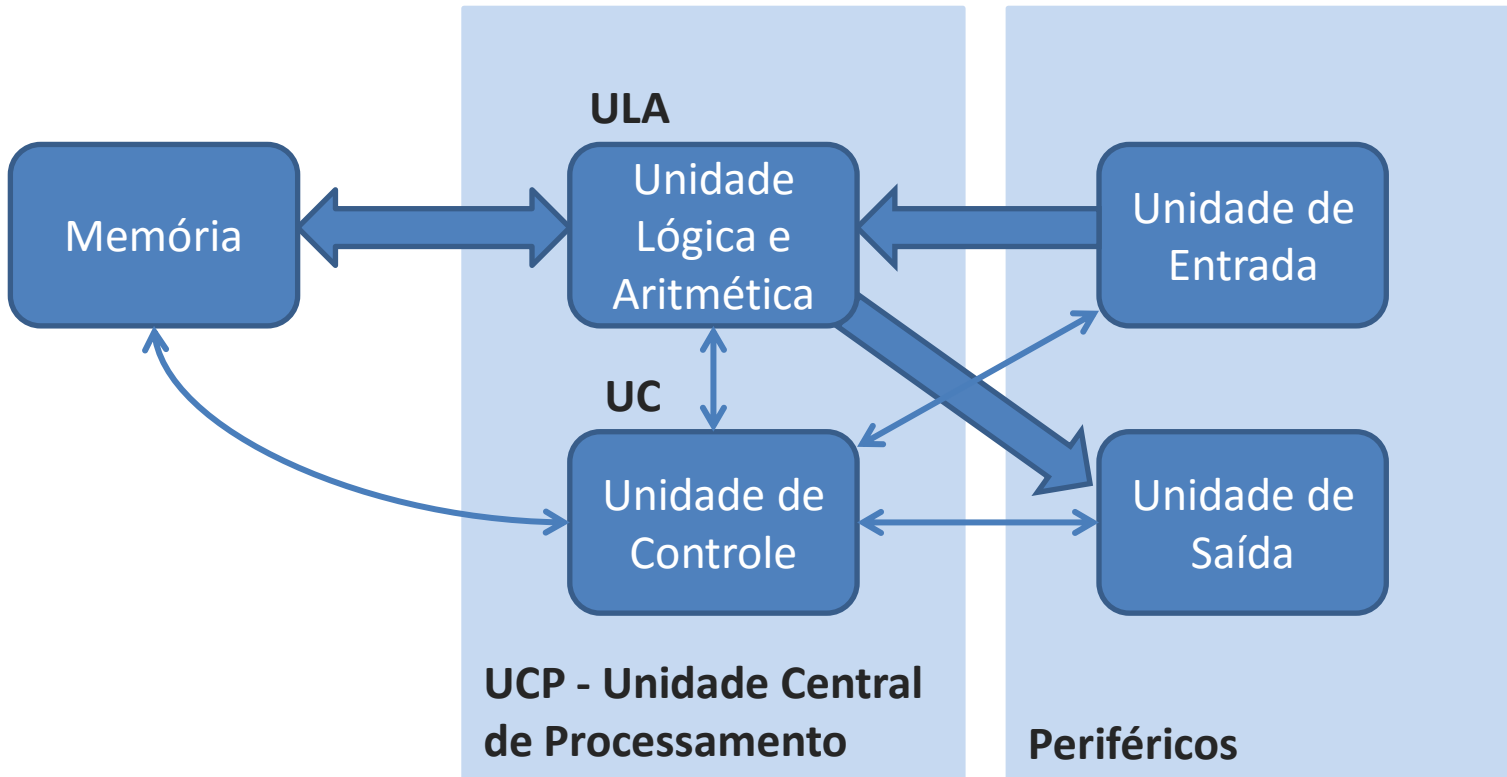 ULA
Memória
Unidade
Lógica e
Aritmética
Unidade de
Entrada
UC
Unidade de
Controle
Unidade de
Saída
UCP - Unidade Central
de Processamento
Periféricos